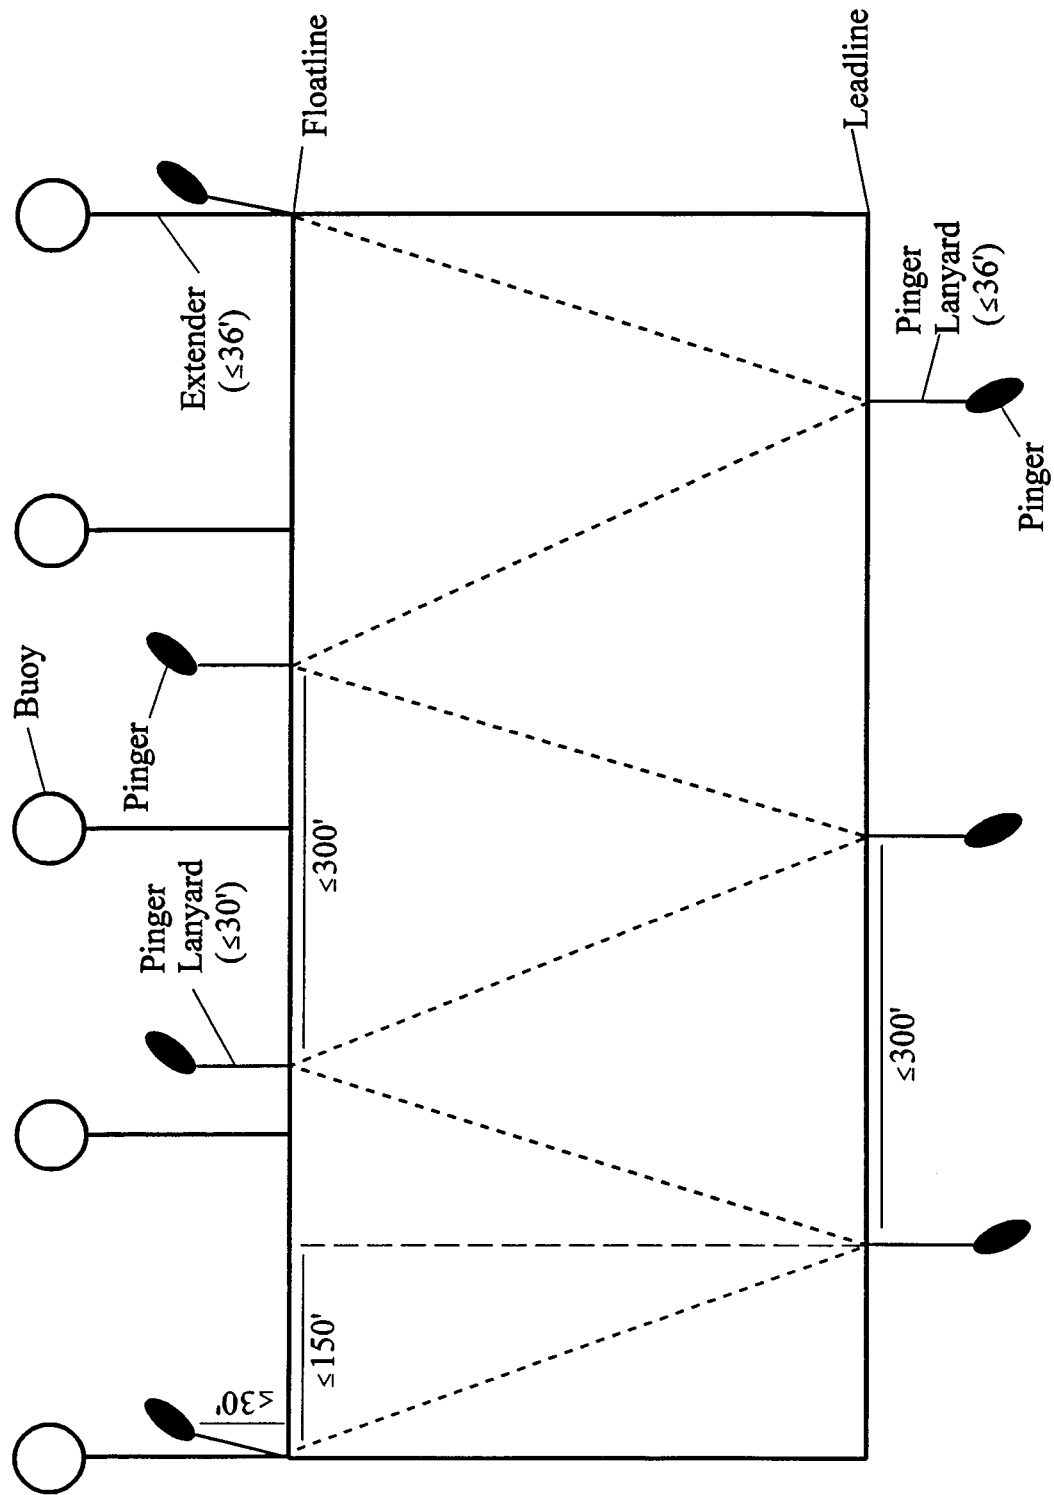 Buoy
Pinger
Pinger
Lanyard
(≤30')
Extender
(≤36')
Floatline
≤30'
≤150'
≤300'
≤300'
Leadline
Pinger
Lanyard
(≤36')
Pinger